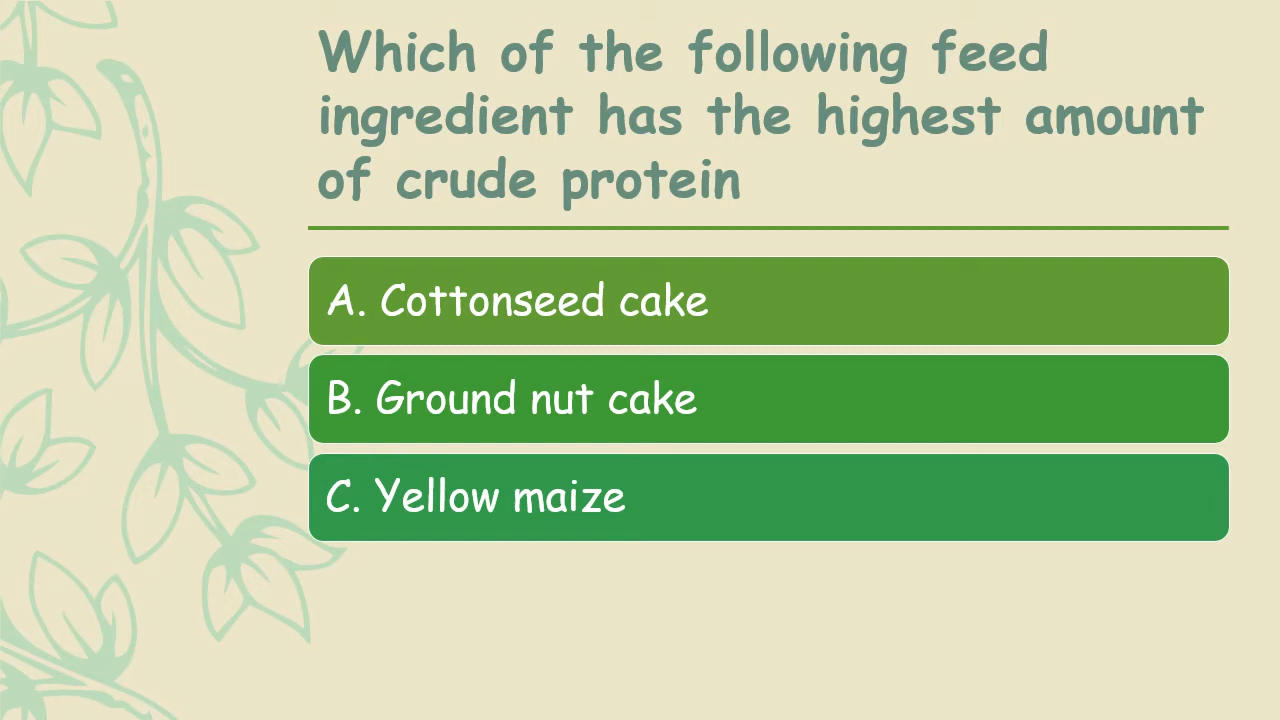 Which of the following feed
ingredient has the highest amount
of crude protein
A. Cottonseed cake
B. Ground nut cake
C. Yellow maize